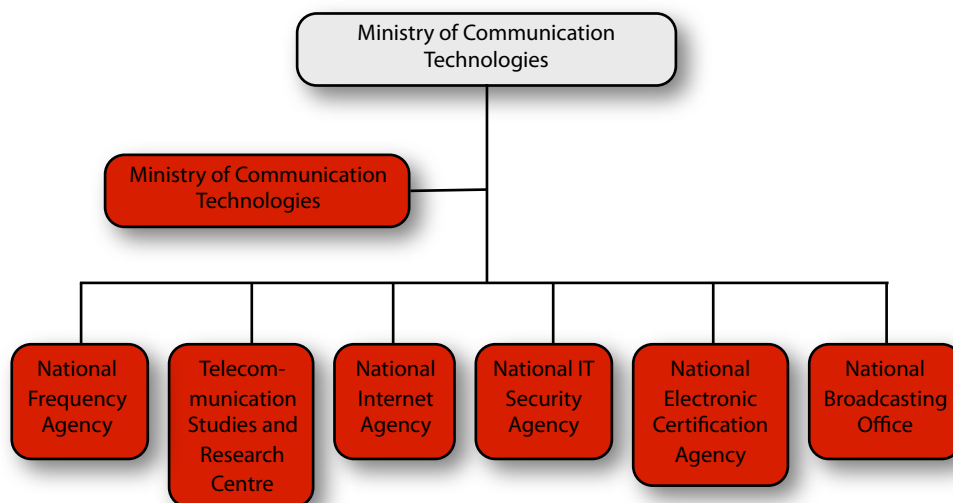 Ministry of Communication
Technologies
Ministry of Communication
Technologies
National
Frequency
Agency
Telecom-
munication
Studies and
Research
Centre
National
Internet
Agency
National IT
Security
Agency
National
Electronic
Certification
Agency
National
Broadcasting
Office